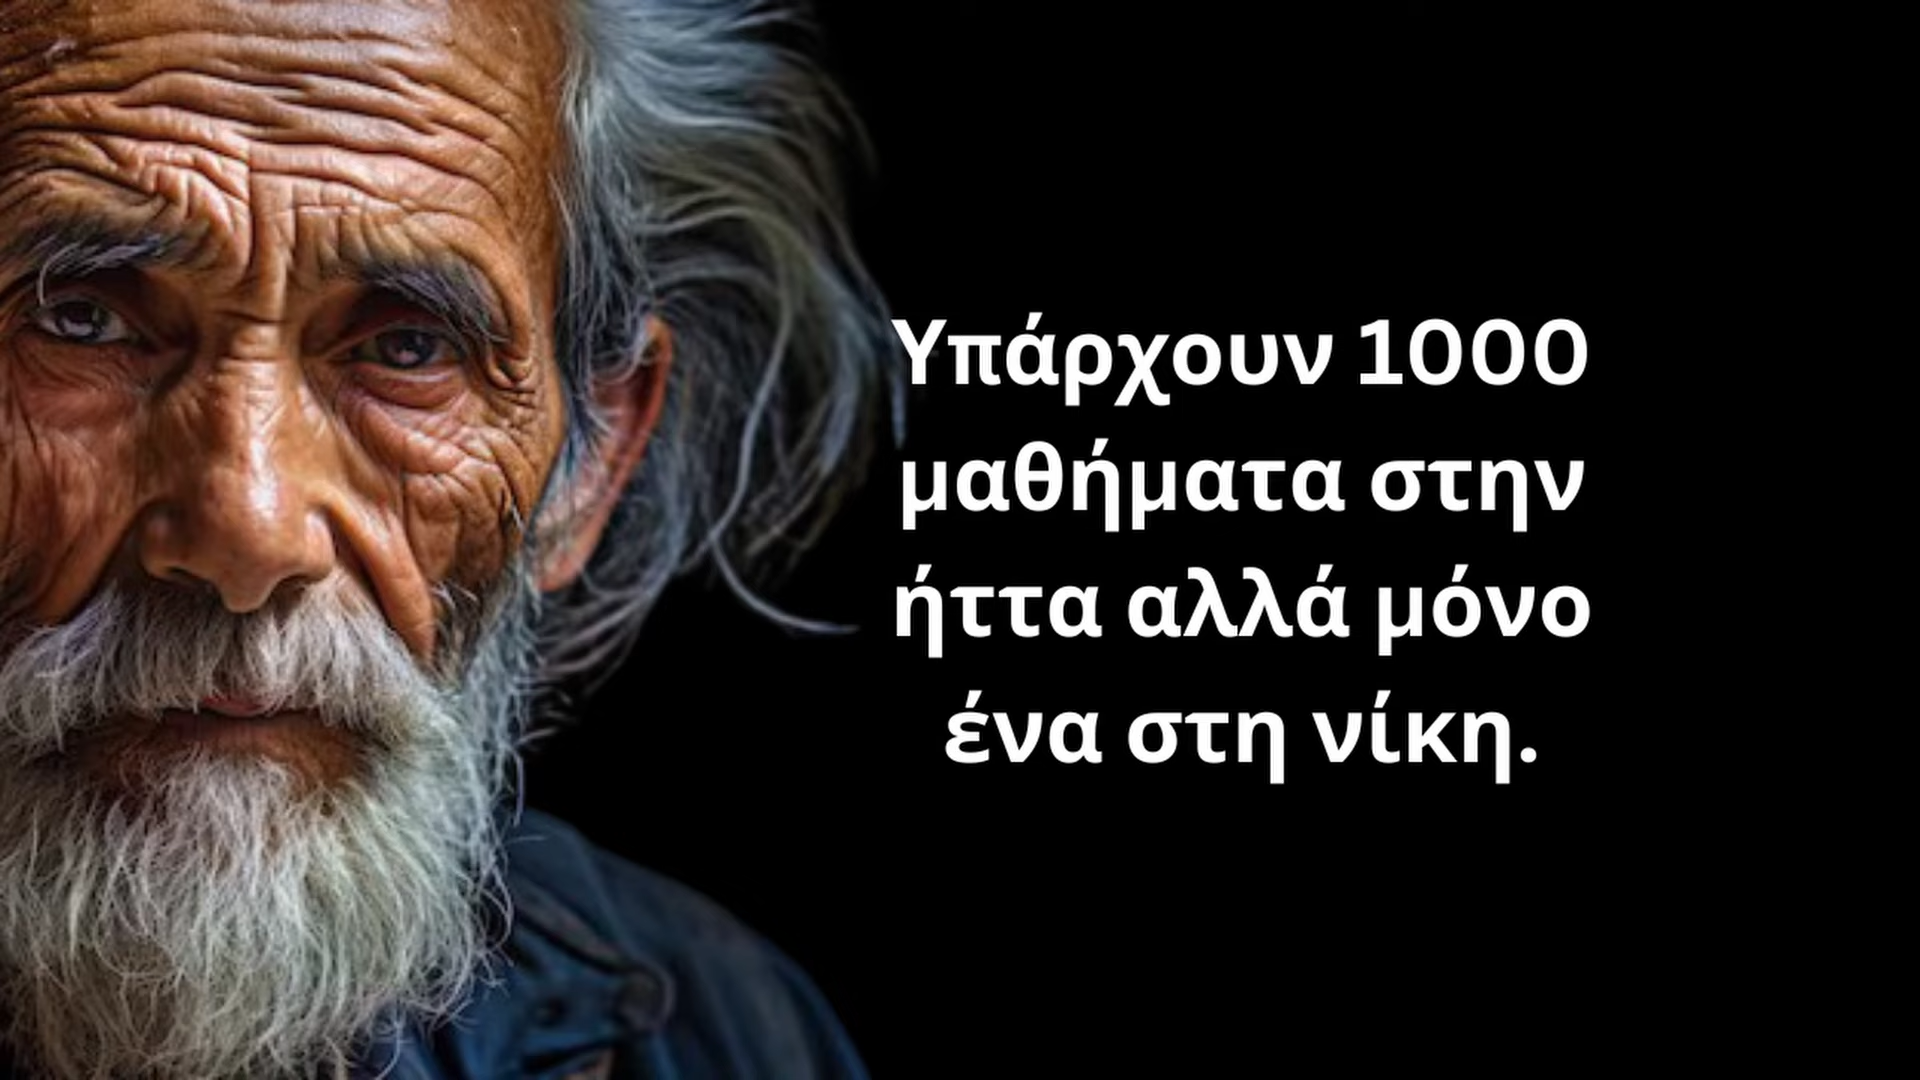 Υπάρχουν 1000
μαθήματα στην
ήττα αλλά μόνο
ένα στη νίκη.